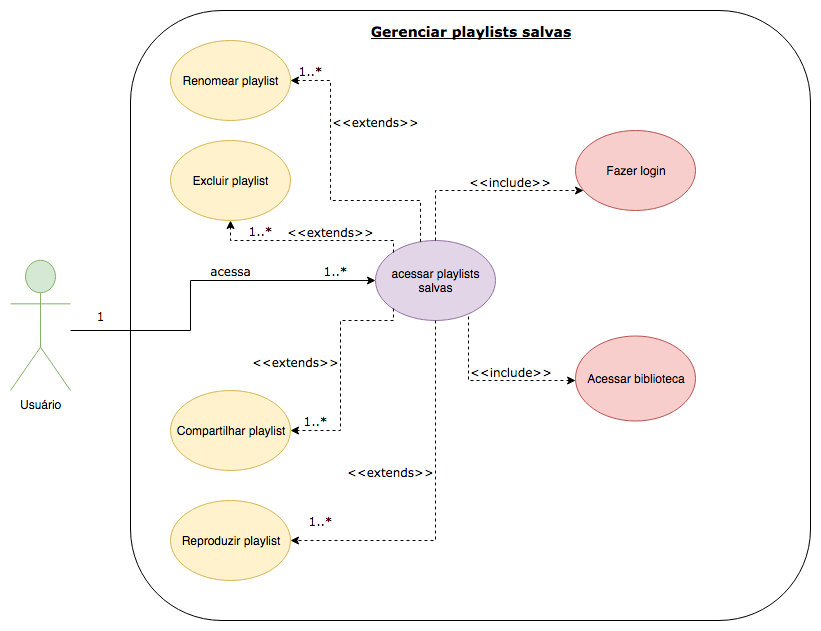 Gerenciar playlists salvas
Renomear playlist
1..*
<<extends>>
Excluir playlist
1..*
<<extends>>
Fazer login
<<include>>
acessa
1..*
acessar playlists
salvas
1
Usuário
<<extends>>
<<include>>
Acessar biblioteca
1..*
Compartilhar playlist
<<extends>>
1..*
Reproduzir playlist